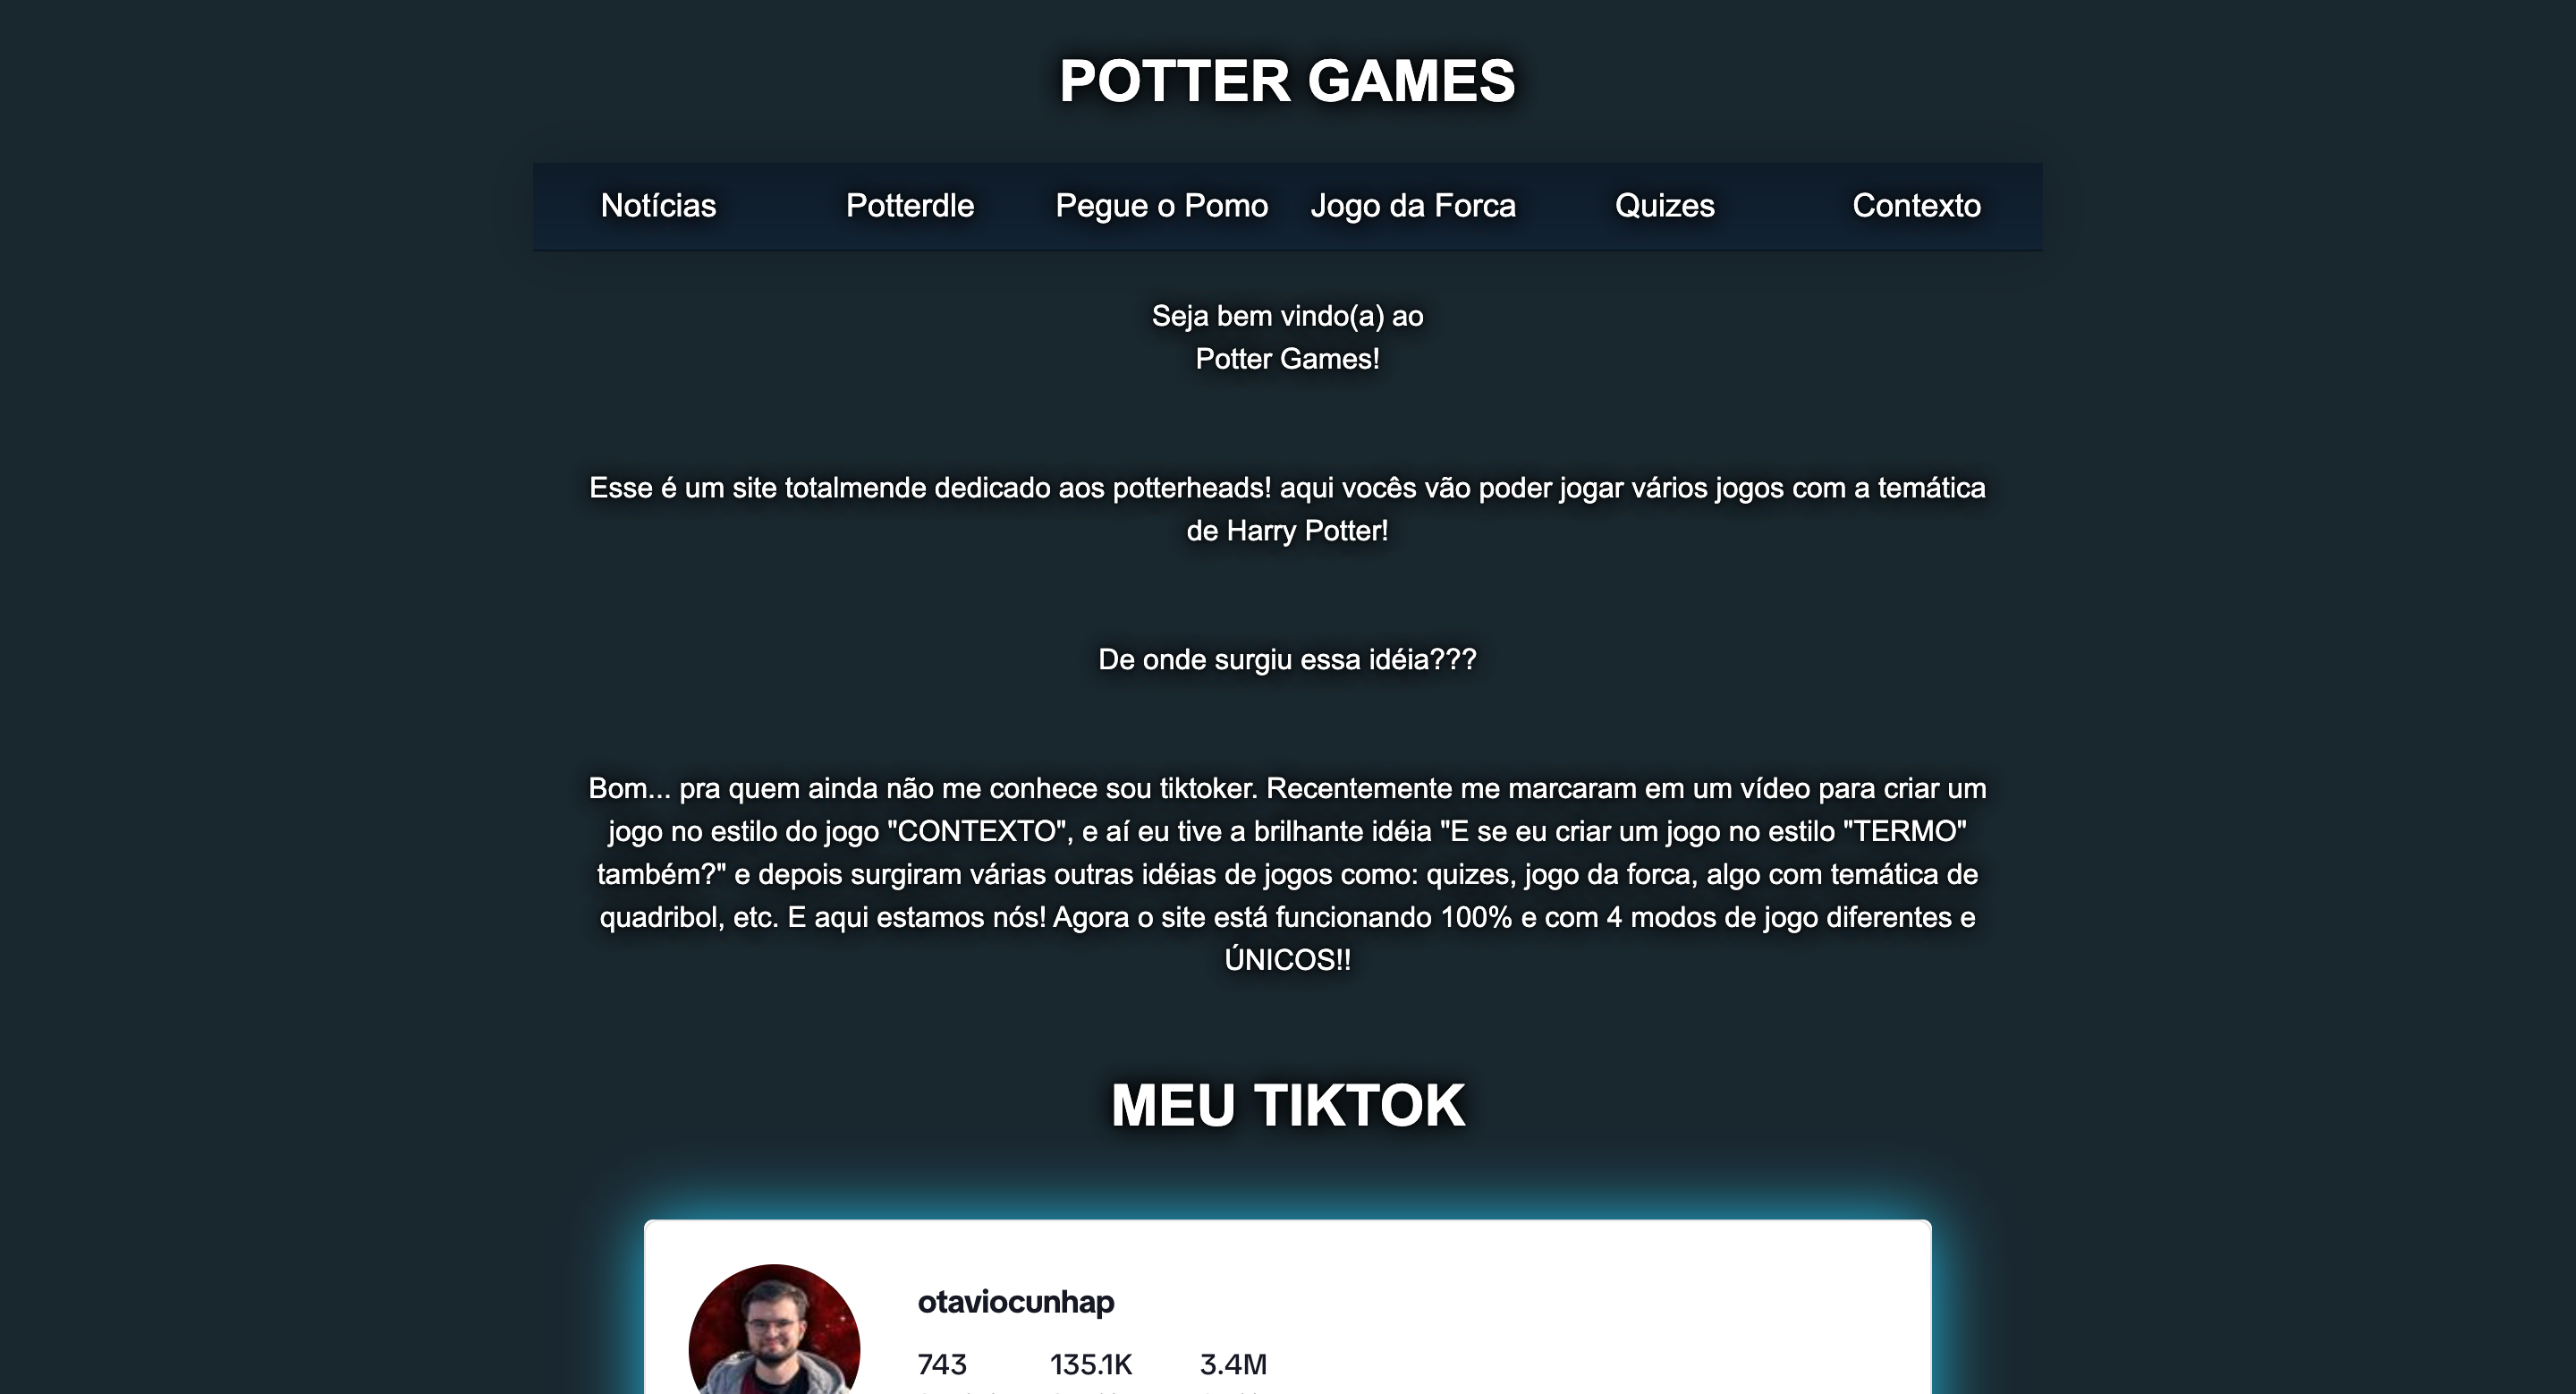 POTTER GAMES
Notícias Potterdle Pegue o Pomo Jogo da Forca Quizes Contexto
Seja bem vindo(a) ao
Potter Games!
Esse é um site totalmende dedicado aos potterheads! aqui vocês vão poder jogar vários jogos com a temática
de Harry Potter!
De onde surgiu essa idéia???
Bom... pra quem ainda não me conhece sou tiktoker. Recentemente me marcaram em um vídeo para criar um
jogo no estilo do jogo "CONTEXTO", e aí eu tive a brilhante idéia "E se eu criar um jogo no estilo "TERMO"
também?" e depois surgiram várias outras idéias de jogos como: quizes, jogo da forca, algo com temática de
quadribol, etc. E aqui estamos nós! Agora o site está funcionando 100% e com 4 modos de jogo diferentes e
ÚNICOS!!
MEU TIKTOK
otaviocunhap
743 135.1K 3.4M